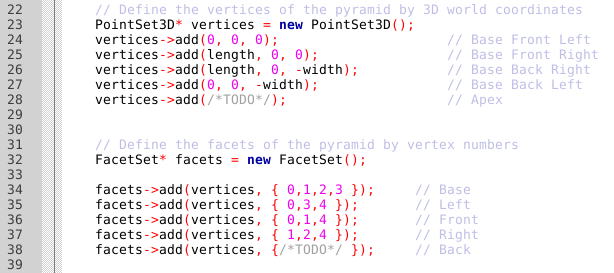 22 // Define the vertices of the pyramid by 3D world coordinates
23 PointSet3D* vertices = new PointSet3D();
24 vertices->add(0, 0, 0); // Base Front Left
25 vertices->add(length, 0, 0); // Base Front Right
26 vertices->add(length, 0, -width); // Base Back Right
27 vertices->add(0, 0, -width); // Base Back Left
28 vertices->add(/*TODO*/); // Apex
29
30
31 // Define the facets of the pyramid by vertex numbers
32 FacetSet* facets = new FacetSet();
33
34 facets->add(vertices, { 0,1,2,3 }); // Base
35 facets->add(vertices, { 0,3,4 }); // Left
36 facets->add(vertices, { 0,1,4 }); // Front
37 facets->add(vertices, { 1,2,4 }); // Right
38 facets->add(vertices, {/*TODO*/ }); // Back
39